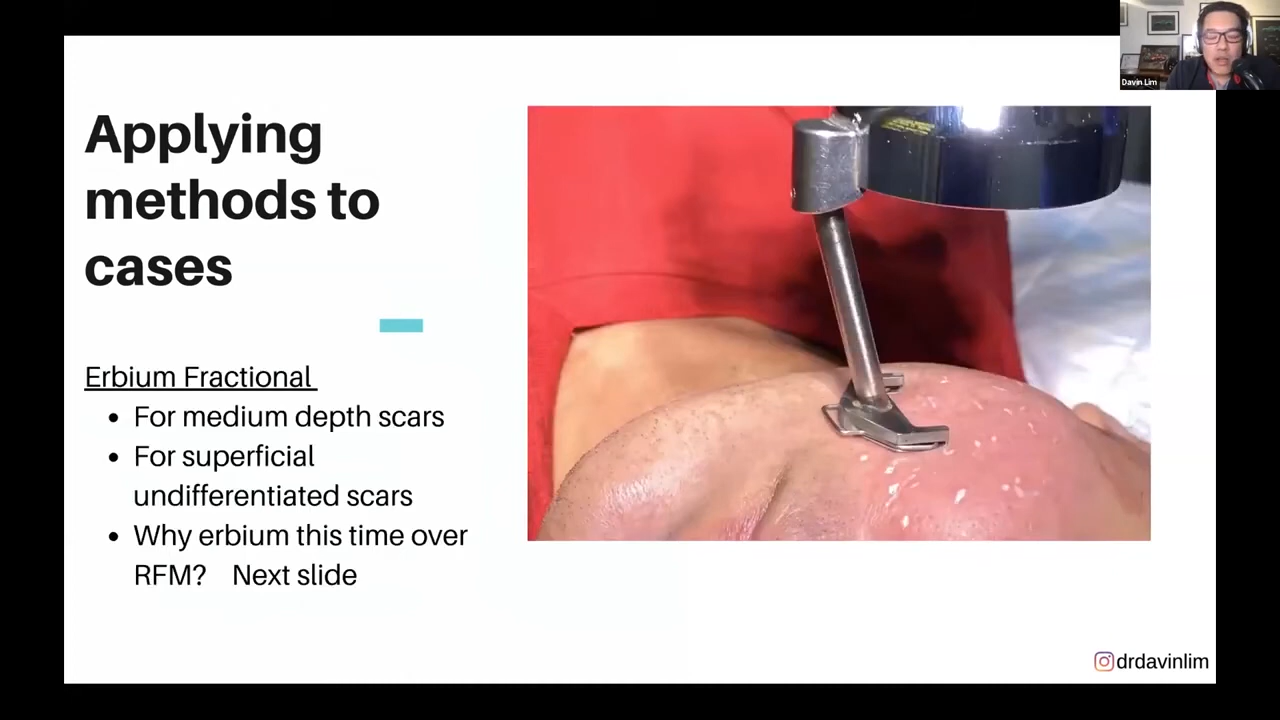 Davin Lim
Applying
methods to
cases
Erbium Fractional
• For medium depth scars
• For superficial
undifferentiated scars
• Why erbium this time over
RFM? Next slide
drdavinlim